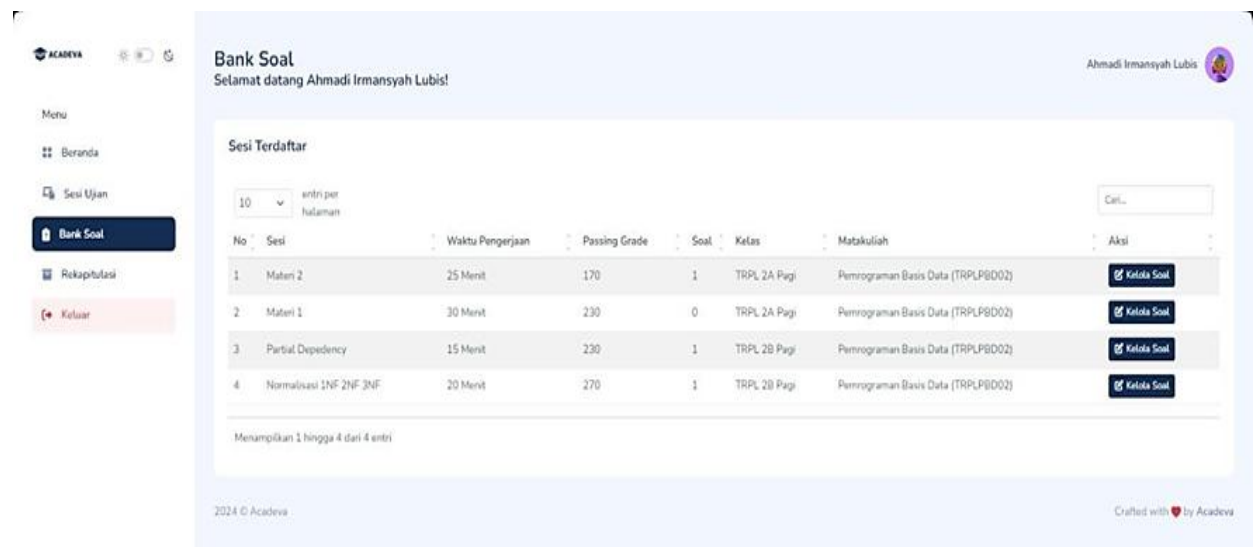 ACADEVA
Bank Soal
Selamat datang Ahmadi Irmansyah Lubis!
Ahmadi Irmansyah Lubis
Menu
Beranda
Sesi Ujian
Bank Soal
Rekapitulasi
Keluar
Sesi Terdaftar
10 entri per
halaman
Cari...
No Sesi Waktu Pengerjaan Passing Grade Soal Kelas Matakuliah Aksi
1 Materi 2 25 Menit 170 1 TRPL 2A Pagi Pemrograman Basis Data (TRPLPBD02) Kelola Soal
2 Materi 1 30 Menit 230 0 TRPL 2A Pagi Pemrograman Basis Data (TRPLPBD02) Kelola Soal
3 Partial Depedency 15 Menit 230 1 TRPL 2B Pagi Pemrograman Basis Data (TRPLPBD02) Kelola Soal
4 Normalisasi 1NF 2NF 3NF 20 Menit 270 1 TRPL 2B Pagi Pemrograman Basis Data (TRPLPBD02) Kelola Soal
Menampilkan 1 hingga 4 dari 4 entri
2024 © Acadeva
Crafted with ❤ by Acadeva